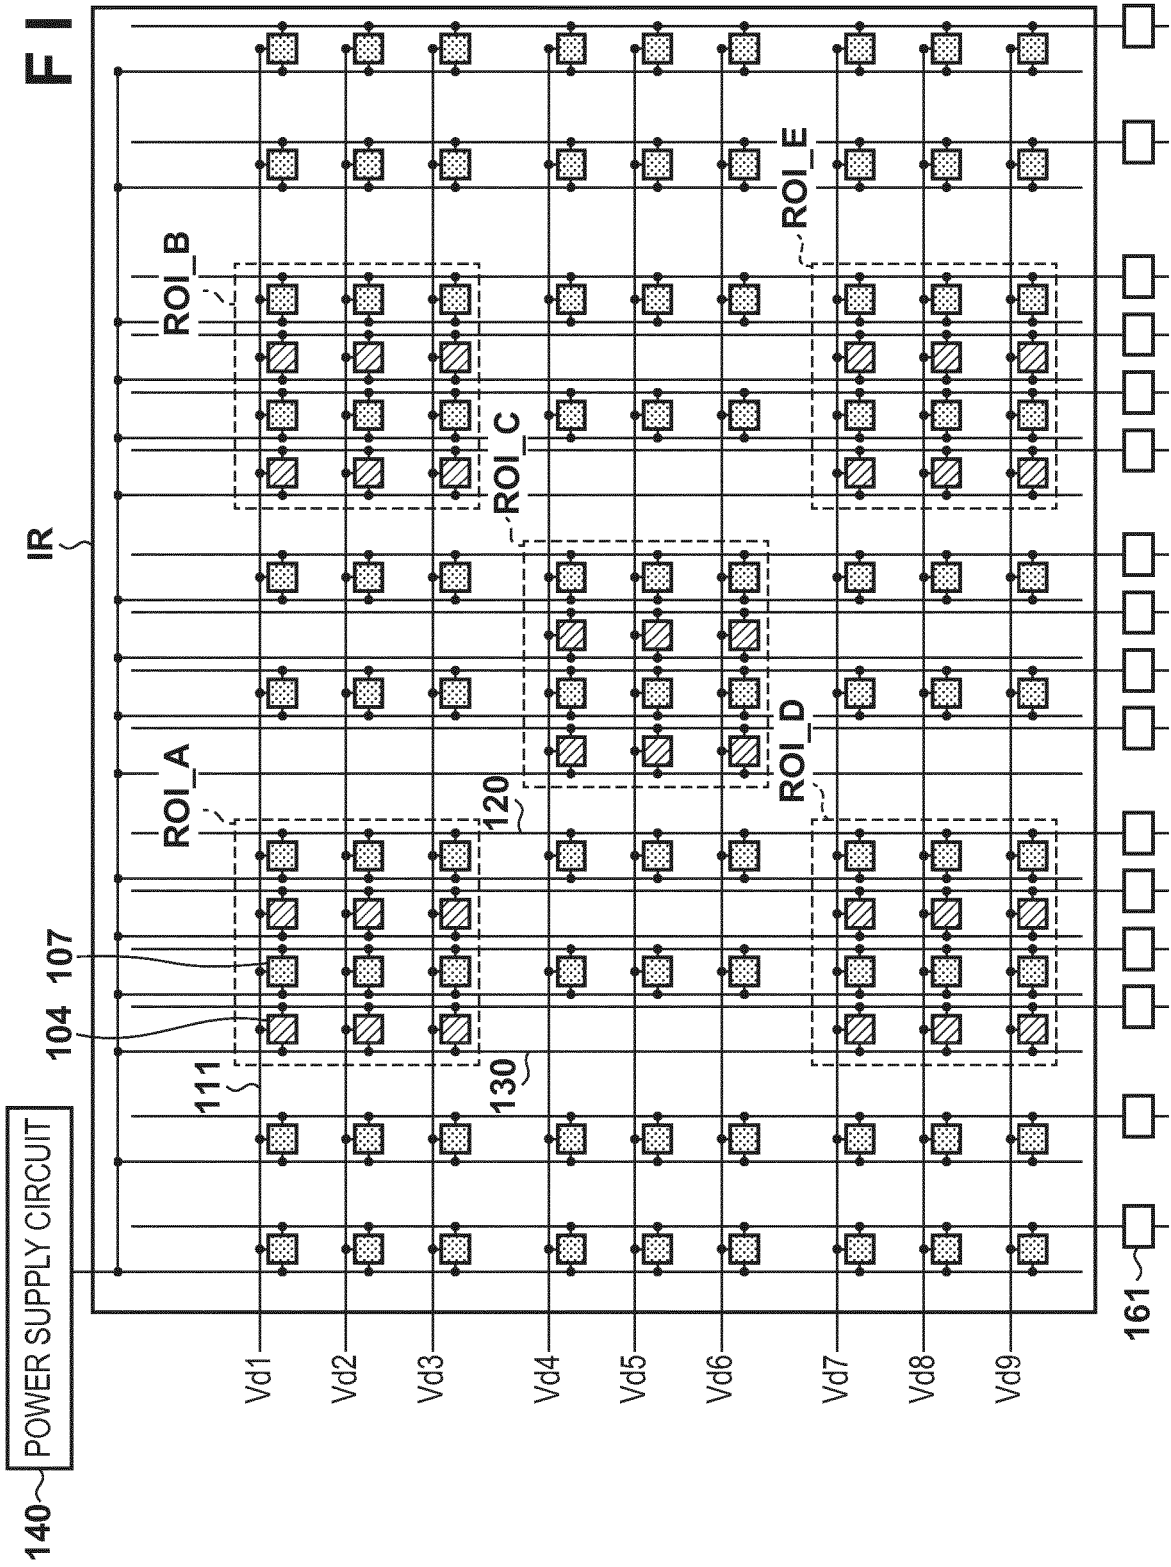 F I
140
POWER SUPPLY CIRCUIT
IR
104
107
ROI_A
ROI_B
111
Vd1
Vd2
Vd3
130
120
ROI_C
Vd4
Vd5
Vd6
ROI_D
ROI_E
Vd7
Vd8
Vd9
161